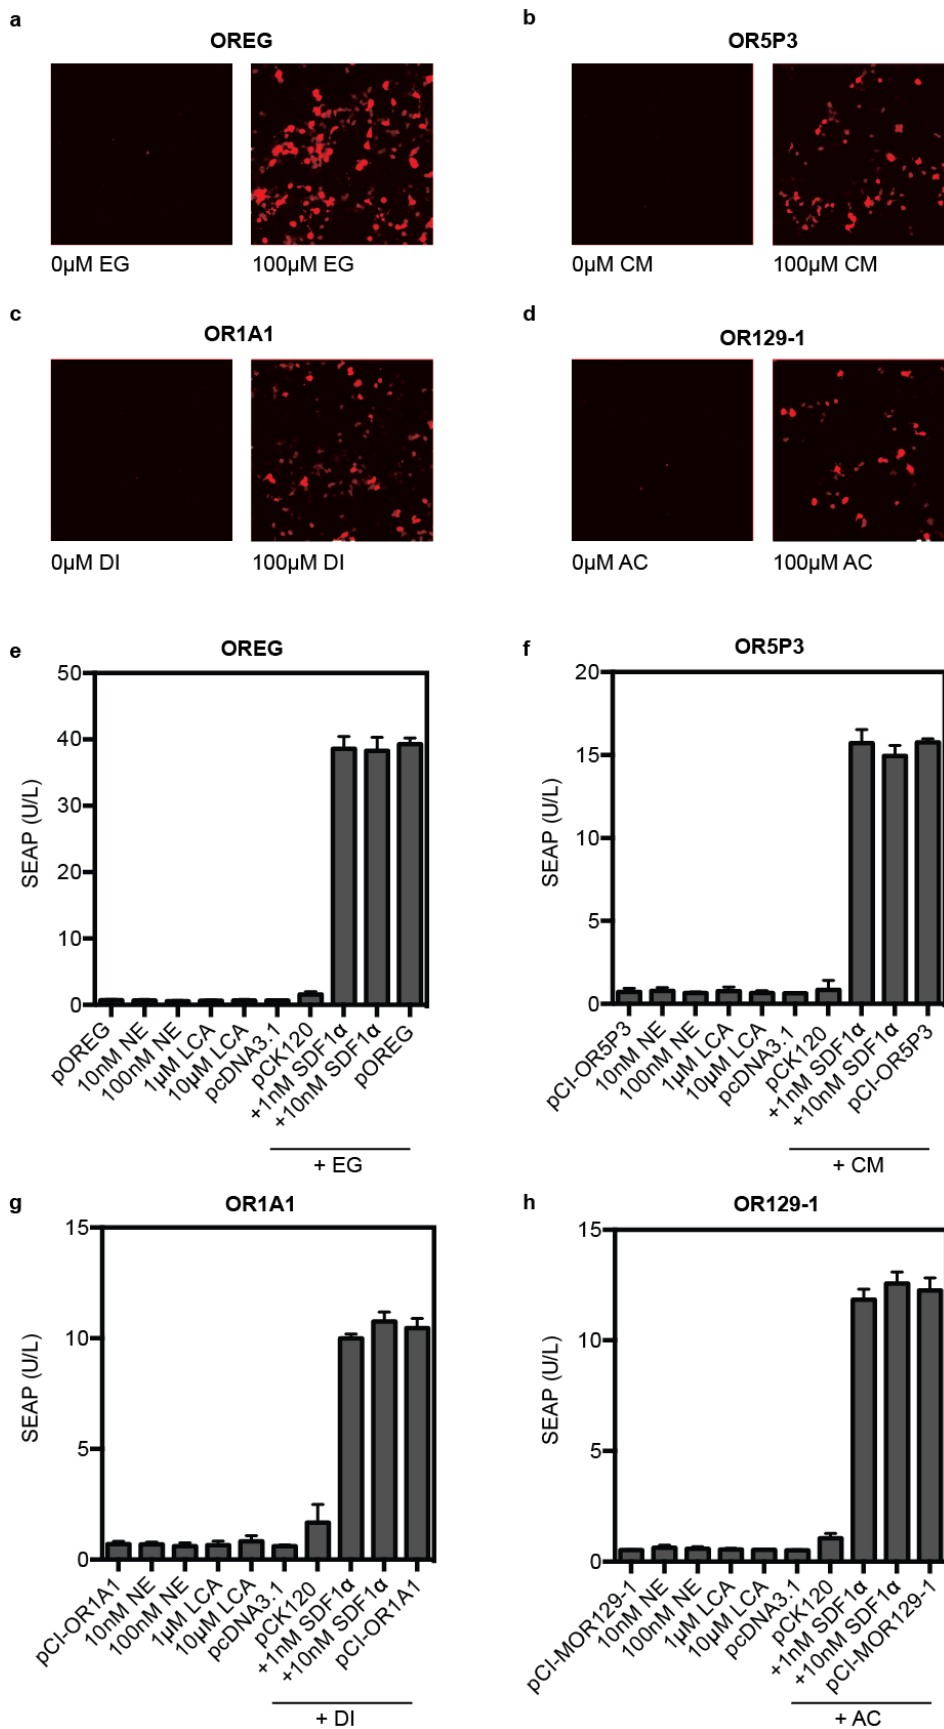 a
OREG
0µM EG
100µM EG
b
OR5P3
0µM CM
100µM CM
c
OR1A1
0µM DI
100µM DI
d
OR129-1
0µM AC
100µM AC
e
OREG
SEAP (U/L)
50
40
30
20
10
0
pOREG
10nM NE
100nM NE
1µM LCA
10µM LCA
pcDNA3.1
pCK120
+1nM SDF1α
+10nM SDF1α
pOREG
+ EG
f
OR5P3
SEAP (U/L)
20
15
10
5
0
pCI-OR5P3
10nM NE
100nM NE
1µM LCA
10µM LCA
pcDNA3.1
pCK120
+1nM SDF1α
+10nM SDF1α
pCI-OR5P3
+ CM
g
OR1A1
SEAP (U/L)
15
10
5
0
pCI-OR1A1
10nM NE
100nM NE
1µM LCA
10µM LCA
pcDNA3.1
pCK120
+1nM SDF1α
+10nM SDF1α
pCI-OR1A1
+ DI
h
OR129-1
SEAP (U/L)
15
10
5
0
pCI-MOR129-1
10nM NE
100nM NE
1µM LCA
10µM LCA
pcDNA3.1
pCK120
+1nM SDF1α
+10nM SDF1α
pCI-MOR129-1
+ AC